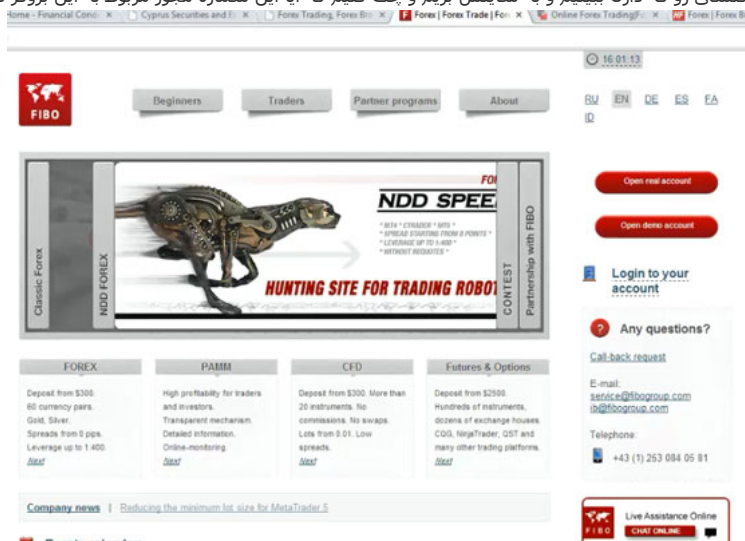 Home - Financial Condi
Cyprus Securities and E
Forex Trading, Forex Bro
Forex | Forex Trade | For
Online Forex Trading|Fo
Forex | Forex B
16:01:13
FIBO
Beginners
Traders
Partner programs
About
RU EN DE ES FA
ID
Classic Forex
NDD FOREX
FO
NDD SPEE
* MT4 * CTRADER * MT5 *
* SPREAD STARTING FROM 0 POINTS *
* LEVERAGE UP TO 1:400 *
* WITHOUT REQUOTES *
HUNTING SITE FOR TRADING ROBOT
CONTEST
Partnership with FIBO
Open real account
Open demo account
Login to your
account
Any questions?
Call-back request
E-mail:
service@fibogroup.com
ib@fibogroup.com
Telephone:
+43 (1) 253 084 05 81
FOREX
Deposit from $300.
60 currency pairs.
Gold, Silver.
Spreads from 0 pips.
Leverage up to 1:400.
Next
PAMM
High profitability for traders
and investors.
Transparent mechanism.
Detailed information.
Online-monitoring.
Next
CFD
Deposit from $300. More than
20 instruments. No
commissions. No swaps.
Lots from 0.01. Low
spreads.
Next
Futures & Options
Deposit from $2500.
Hundreds of instruments,
dozens of exchange houses.
CQG, NinjaTrader, QST and
many other trading platforms.
Next
Company news | Reducing the minimum lot size for MetaTrader 5
FIBO
Live Assistance Online
CHAT ONLINE